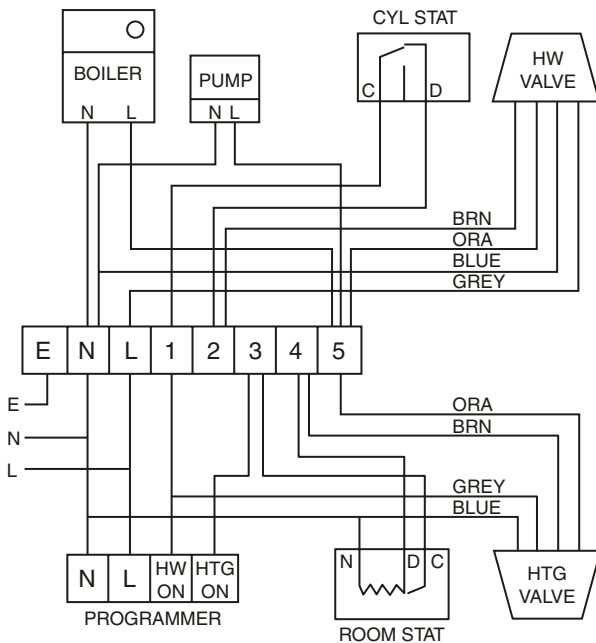 CYL STAT
BOILER
N L
PUMP
N L
C D
HW
VALVE
BRN
ORA
BLUE
GREY
E N L 1 2 3 4 5
E
N
L
ORA
BRN
GREY
BLUE
N L HW ON HTG ON
PROGRAMMER
N D C
ROOM STAT
HTG
VALVE